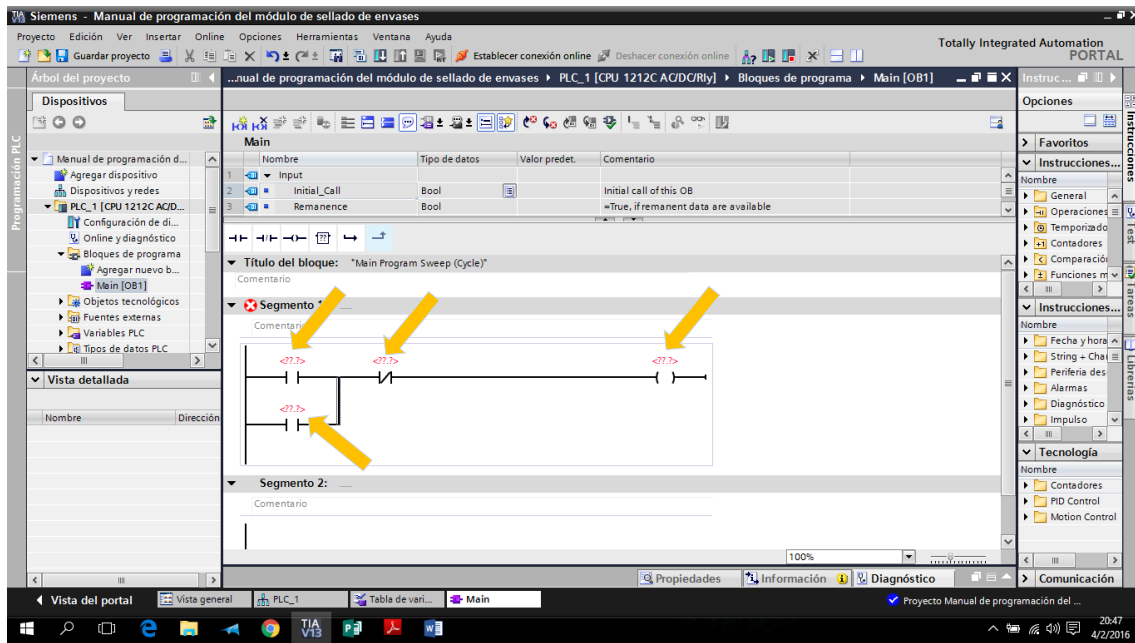 Siemens - Manual de programación del módulo de sellado de envases
Proyecto Edición Ver Insertar Online Opciones Herramientas Ventana Ayuda
Totally Integrated Automation
PORTAL
Guardar proyecto Establecer conexión online Deshacer conexión online
Árbol del proyecto
...nual de programación del módulo de sellado de envases PLC_1 [CPU 1212C AC/DC/Rly] Bloques de programa Main [OB1]
Instruc...
Dispositivos
Opciones
Programación PLC
Manual de programación d...
Agregar dispositivo
Dispositivos y redes
PLC_1 [CPU 1212C AC/D...
Configuración de di...
Online y diagnóstico
Bloques de programa
Agregar nuevo b...
Main [OB1]
Objetos tecnológicos
Fuentes externas
Variables PLC
Tipos de datos PLC
Vista detallada
Nombre Dirección
Main
Nombre Tipo de datos Valor predet. Comentario
1 Input
2 Initial_Call Bool Initial call of this OB
3 Remanence Bool =True, if remanent data are available
??
Título del bloque: "Main Program Sweep (Cycle)"
Comentario
Segmento 1 .....
Comentari
<??.?> <??.?> <??.?>
<??.?>
Segmento 2: .....
Comentario
100%
Propiedades Información Diagnóstico
Favoritos
Instrucciones...
Nombre
General
Operaciones
Temporizado
Contadores
Comparació
Funciones m
Instrucciones...
Nombre
Fecha y hora
String + Char
Periferia des
Alarmas
Diagnóstico
Impulso
Tecnología
Nombre
Contadores
PID Control
Motion Control
Comunicación
Instrucciones
Test
Tareas
Librerías
Vista del portal Vista general PLC_1 Tabla de vari... Main
Proyecto Manual de programación del ...
TIA
V13
20:47
4/2/2016